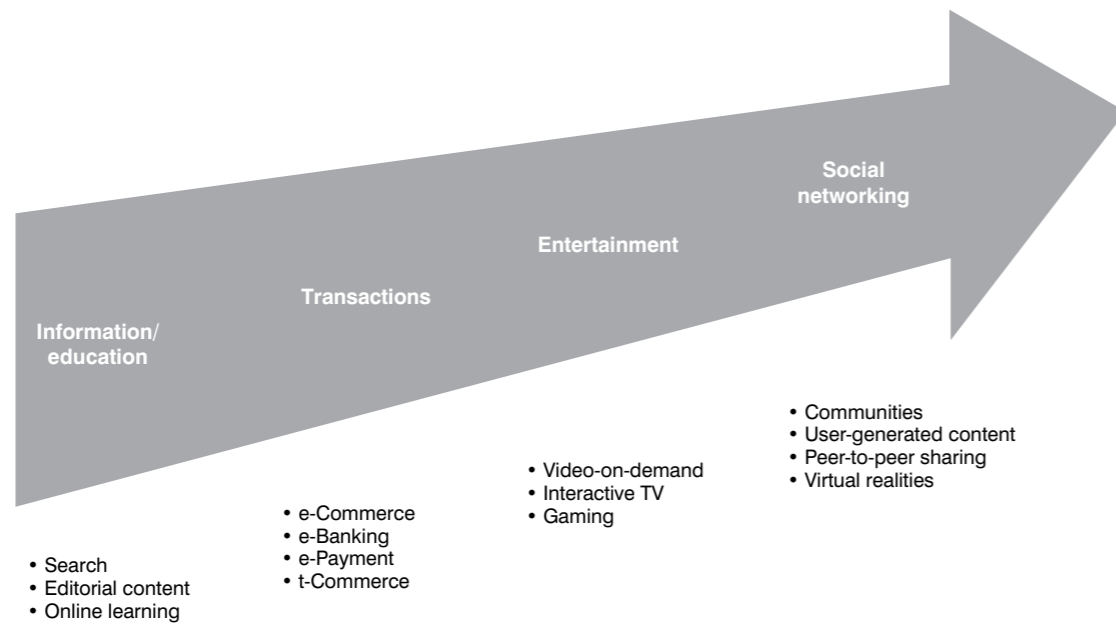 Information/
education
Transactions
Entertainment
Social
networking
• Search
• Editorial content
• Online learning
• e-Commerce
• e-Banking
• e-Payment
• t-Commerce
• Video-on-demand
• Interactive TV
• Gaming
• Communities
• User-generated content
• Peer-to-peer sharing
• Virtual realities